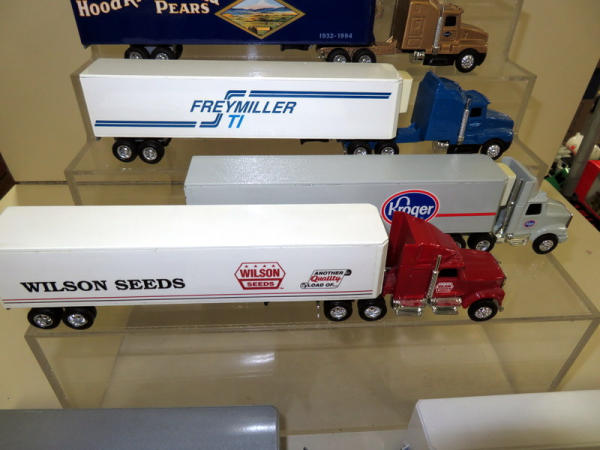 PEARS
1932-1984
FREYMILLER
TI
Kroger
WILSON SEEDS
WILSON
SEEDS
ANOTHER
Quality
LOAD OF...